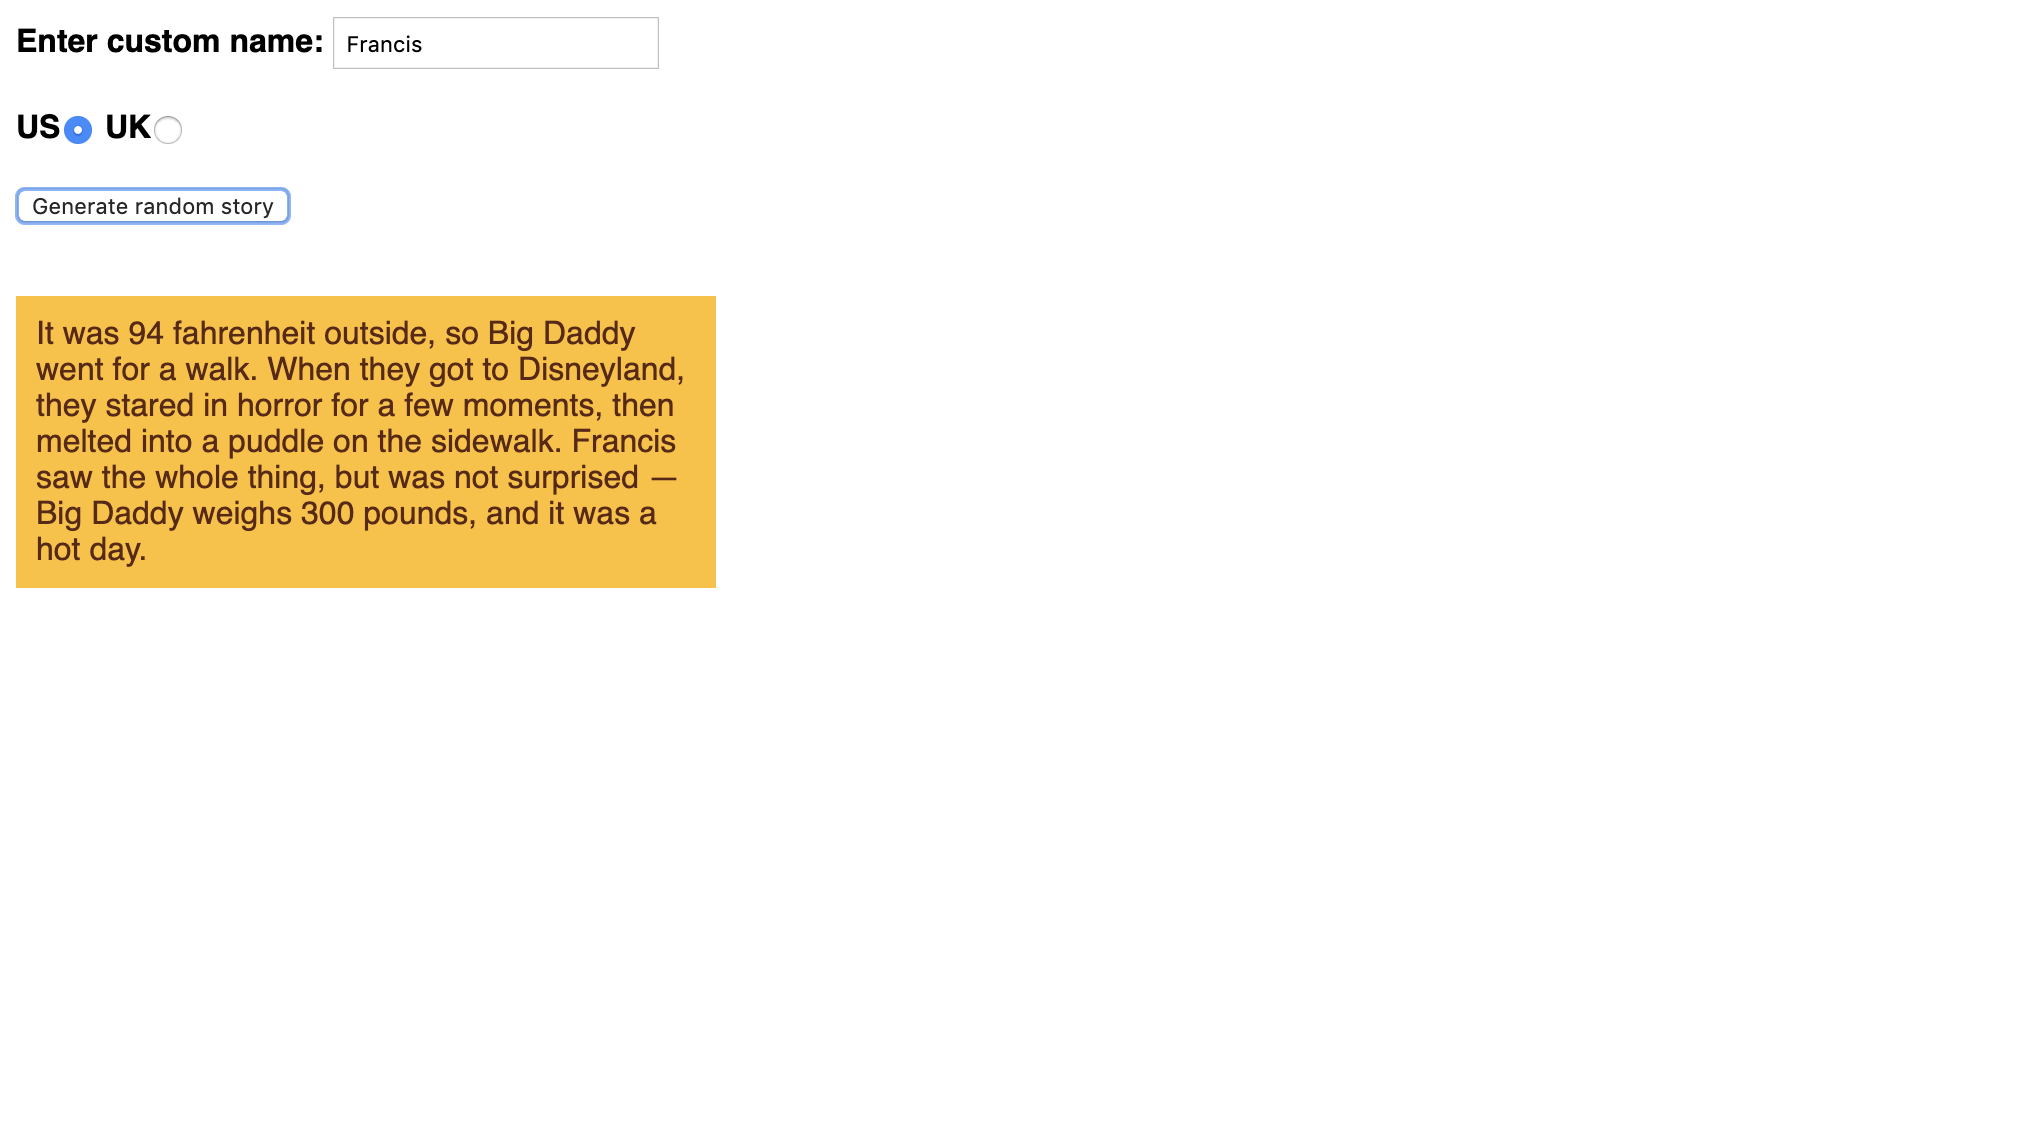 Enter custom name: Francis
US UK
Generate random story
It was 94 fahrenheit outside, so Big Daddy
went for a walk. When they got to Disneyland,
they stared in horror for a few moments, then
melted into a puddle on the sidewalk. Francis
saw the whole thing, but was not surprised —
Big Daddy weighs 300 pounds, and it was a
hot day.